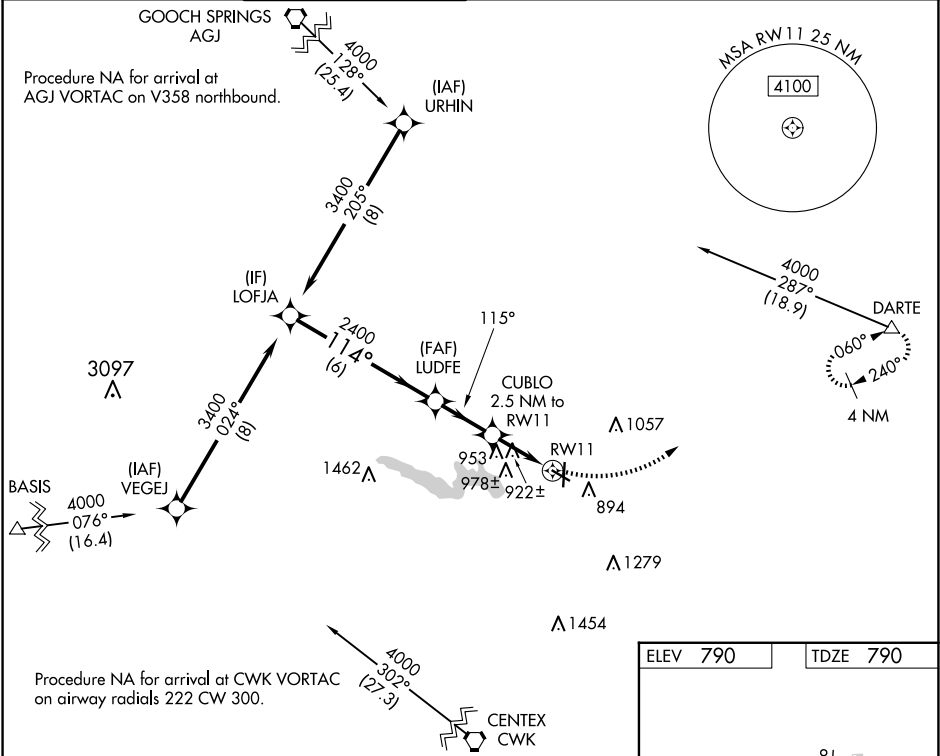 GOOCH SPRINGS
AGJ
4000
128°
(25.4)
Procedure NA for arrival at
AGJ VORTAC on V358 northbound.
(IAF)
URHIN
MSA RW11 25 NM
4100
3400
205°
(8)
(IF)
LOFJA
4000
287°
(18.9)
DARTE
060°
240°
4 NM
2400
114°
(6)
115°
(FAF)
LUDFE
CUBLO
2.5 NM to
RW11
3097
3400
024°
(8)
1057
953
RW11
1462
978±
922±
894
(IAF)
VEGEJ
BASIS
4000
076°
(16.4)
1279
1454
4000
302°
(27.3)
Procedure NA for arrival at CWK VORTAC
on airway radials 222 CW 300.
CENTEX
CWK
ELEV 790
TDZE 790